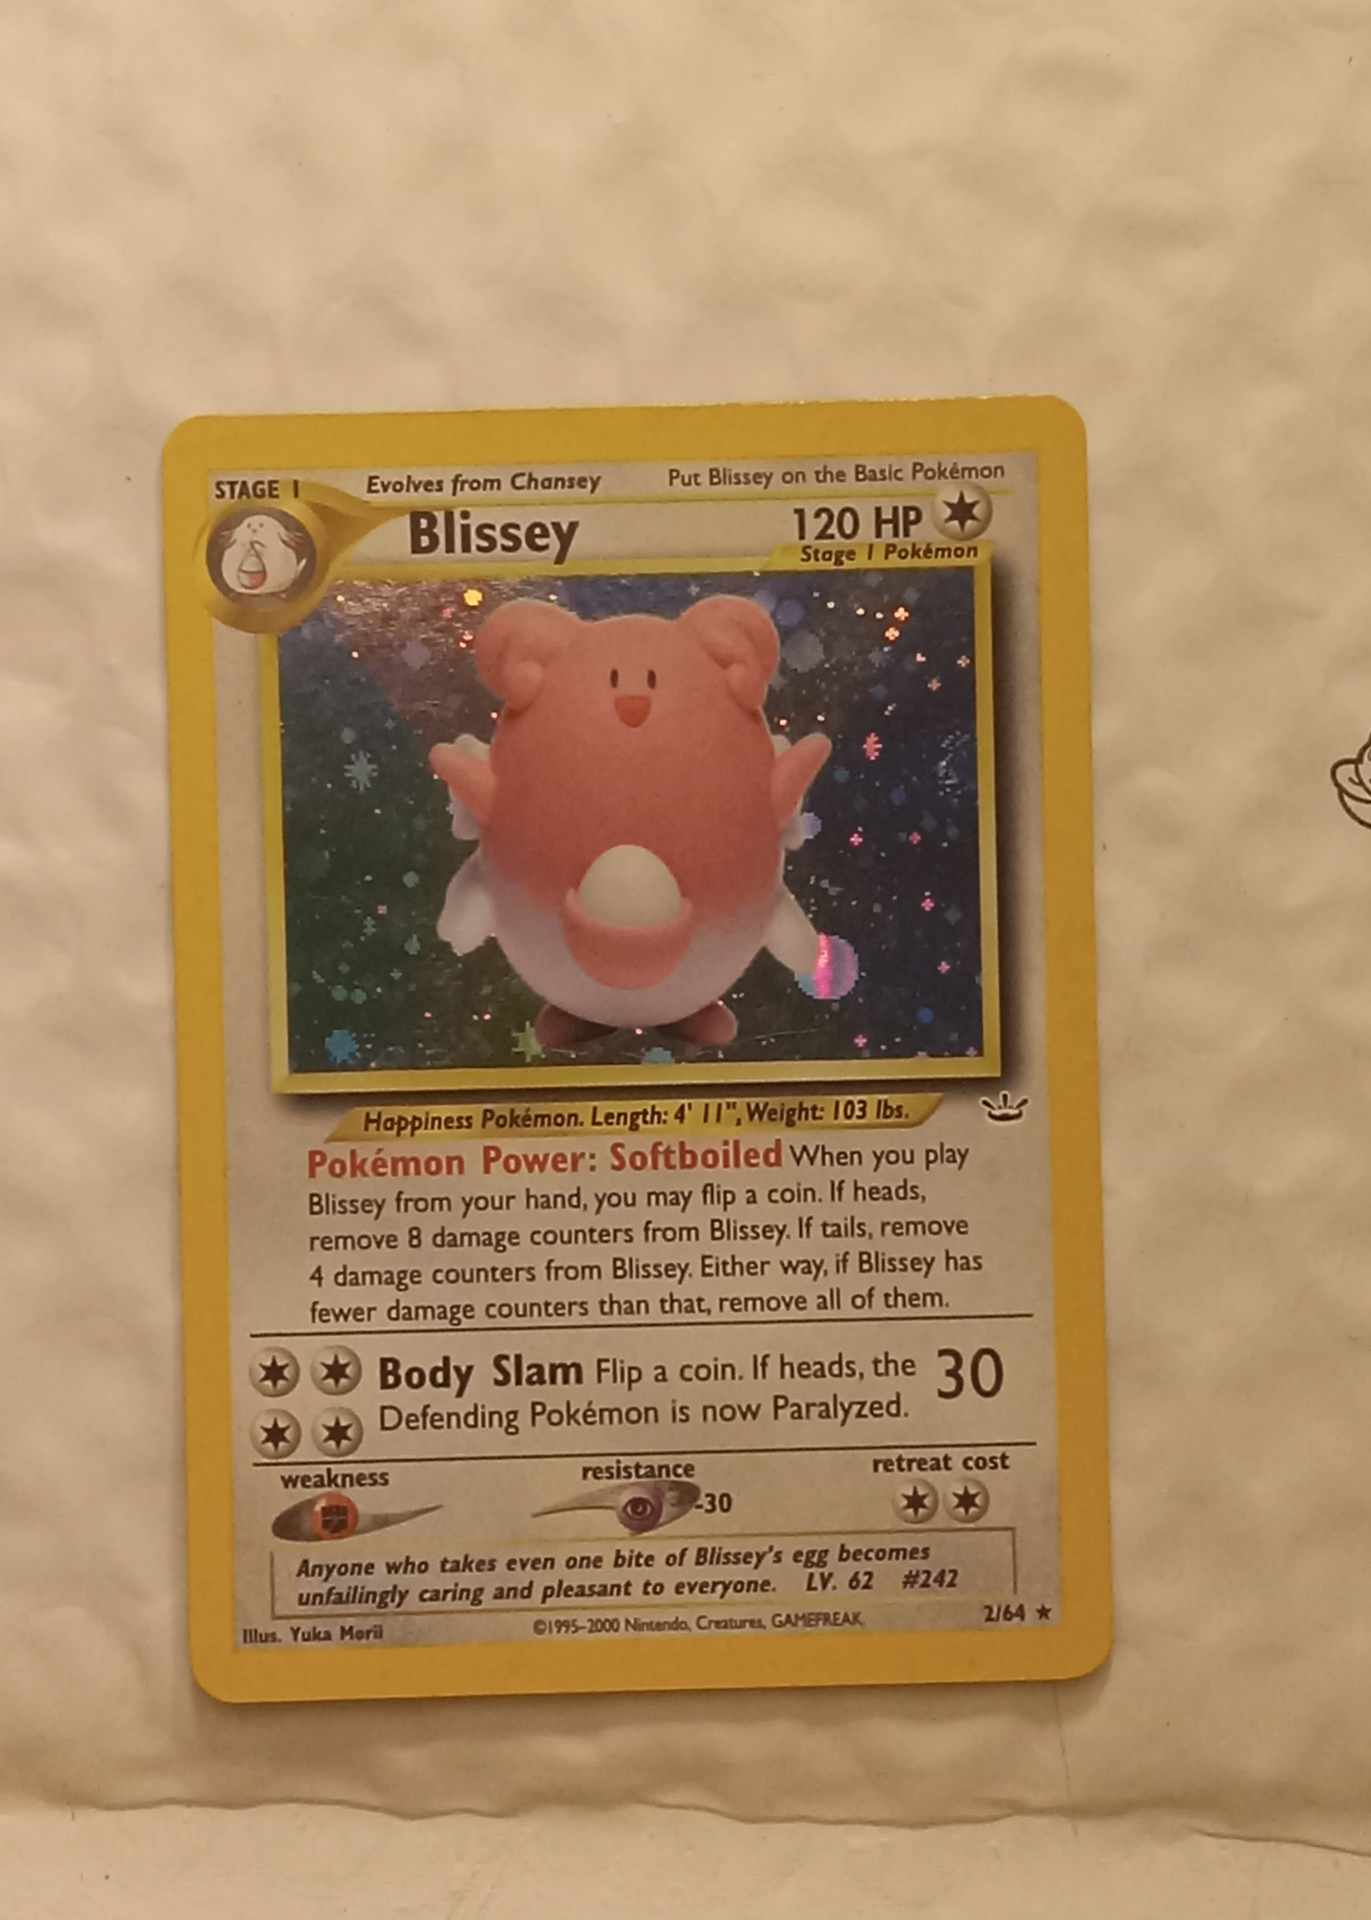 STAGE 1 Evolves from Chansey Put Blissey on the Basic Pokémon
Blissey 120 HP
Stage 1 Pokémon
Happiness Pokémon. Length: 4' 11", Weight: 103 lbs.
Pokémon Power: Softboiled When you play
Blissey from your hand, you may flip a coin. If heads,
remove 8 damage counters from Blissey. If tails, remove
4 damage counters from Blissey. Either way, if Blissey has
fewer damage counters than that, remove all of them.
Body Slam Flip a coin. If heads, the 30
Defending Pokémon is now Paralyzed.
weakness resistance retreat cost
-30
Anyone who takes even one bite of Blissey's egg becomes
unfailingly caring and pleasant to everyone. LV. 62 #242
Illus. Yuka Morii ©1995–2000 Nintendo, Creatures, GAMEFREAK. 2/64 ★